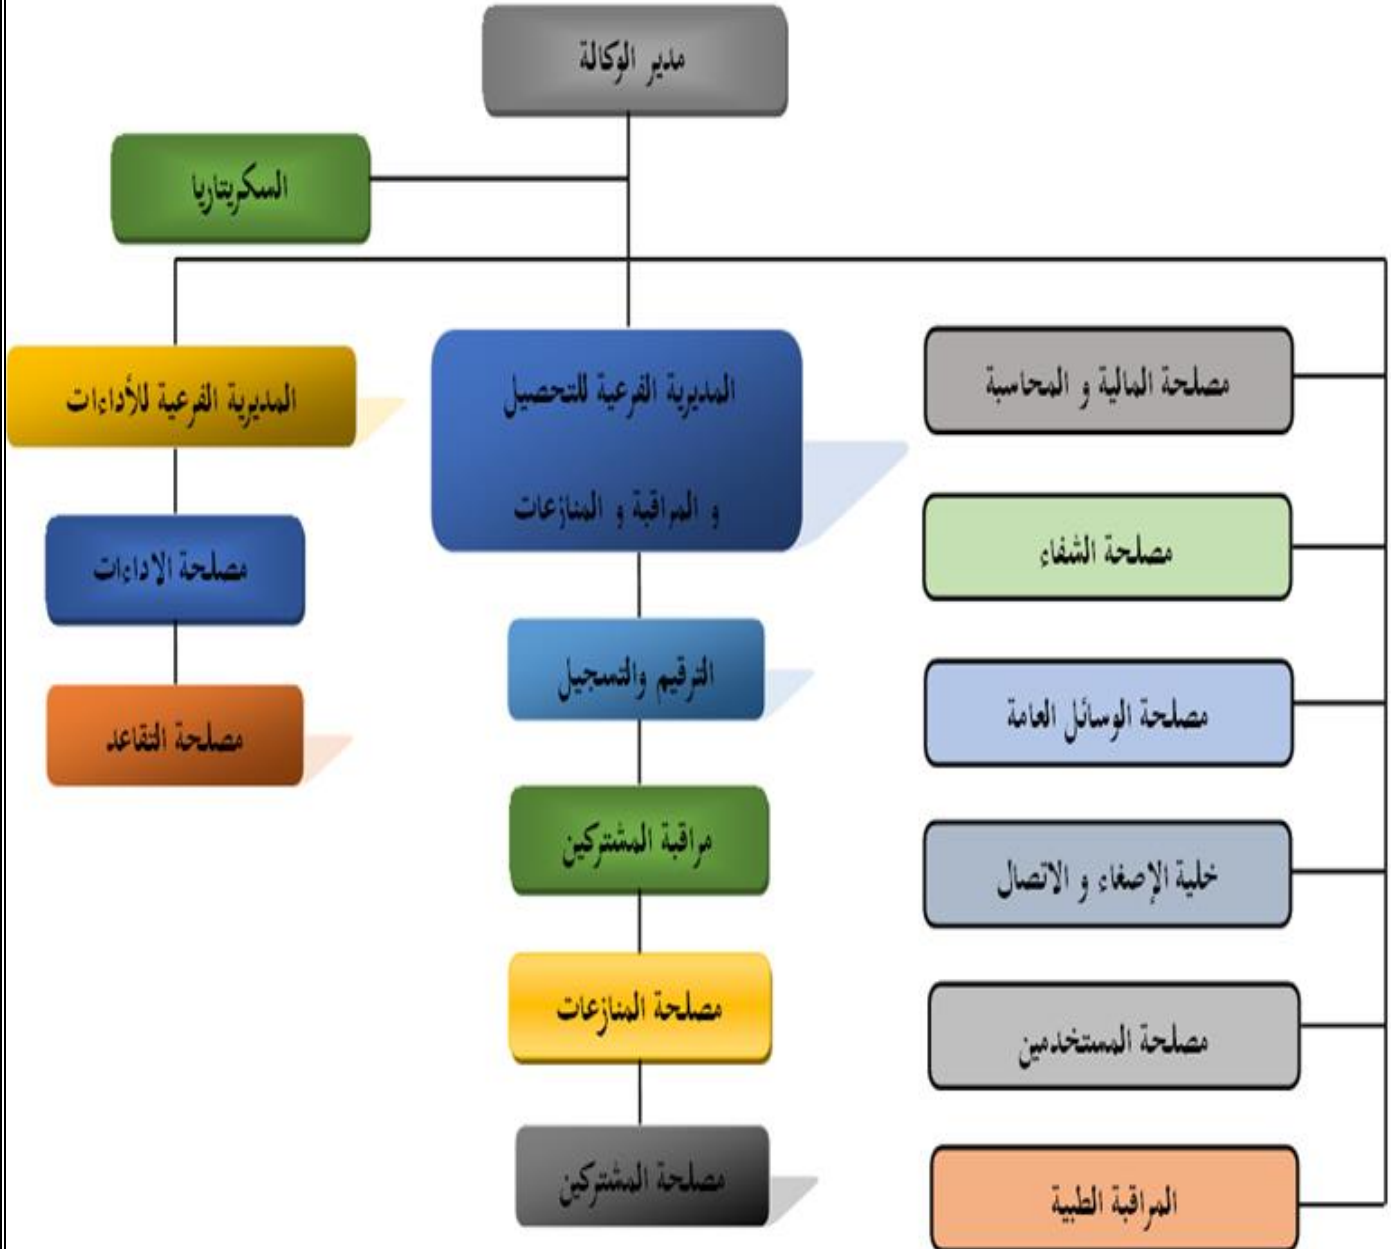 مدير الوكالة
السكريتاريا
مصلحة المالية و المحاسبة
مصلحة الشفاء
مصلحة الوسائل العامة
خلية الإصغاء و الاتصال
مصلحة المستخدمين
المراقبة الطبية
المديرية الفرعية للتحصيل
و المراقبة و المنازعات
الترقيم والتسجيل
مراقبة المشتركين
مصلحة المنازعات
مصلحة المشتركين
المديرية الفرعية للأداءات
مصلحة الاداءات
مصلحة التقاعد